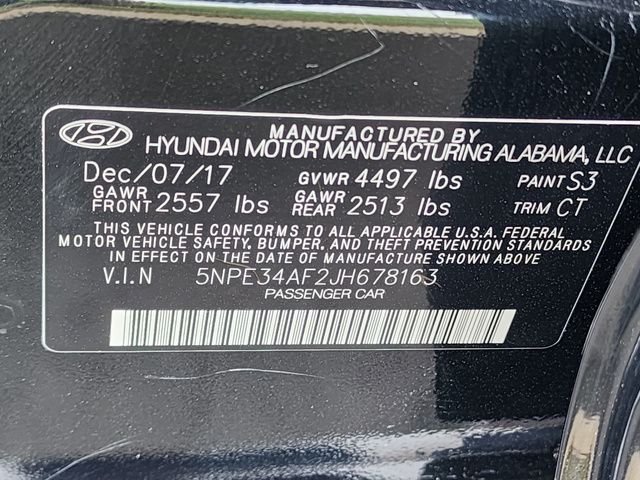 MANUFACTURED BY
HYUNDAI MOTOR MANUFACTURING ALABAMA, LLC
Dec/07/17 GVWR 4497 lbs PAINT S3
GAWR FRONT 2557 lbs GAWR REAR 2513 lbs TRIM CT
THIS VEHICLE CONFORMS TO ALL APPLICABLE U.S.A. FEDERAL
MOTOR VEHICLE SAFETY, BUMPER, AND THEFT PREVENTION STANDARDS
IN EFFECT ON THE DATE OF MANUFACTURE SHOWN ABOVE
V.I.N 5NPE34AF2JH678163
PASSENGER CAR